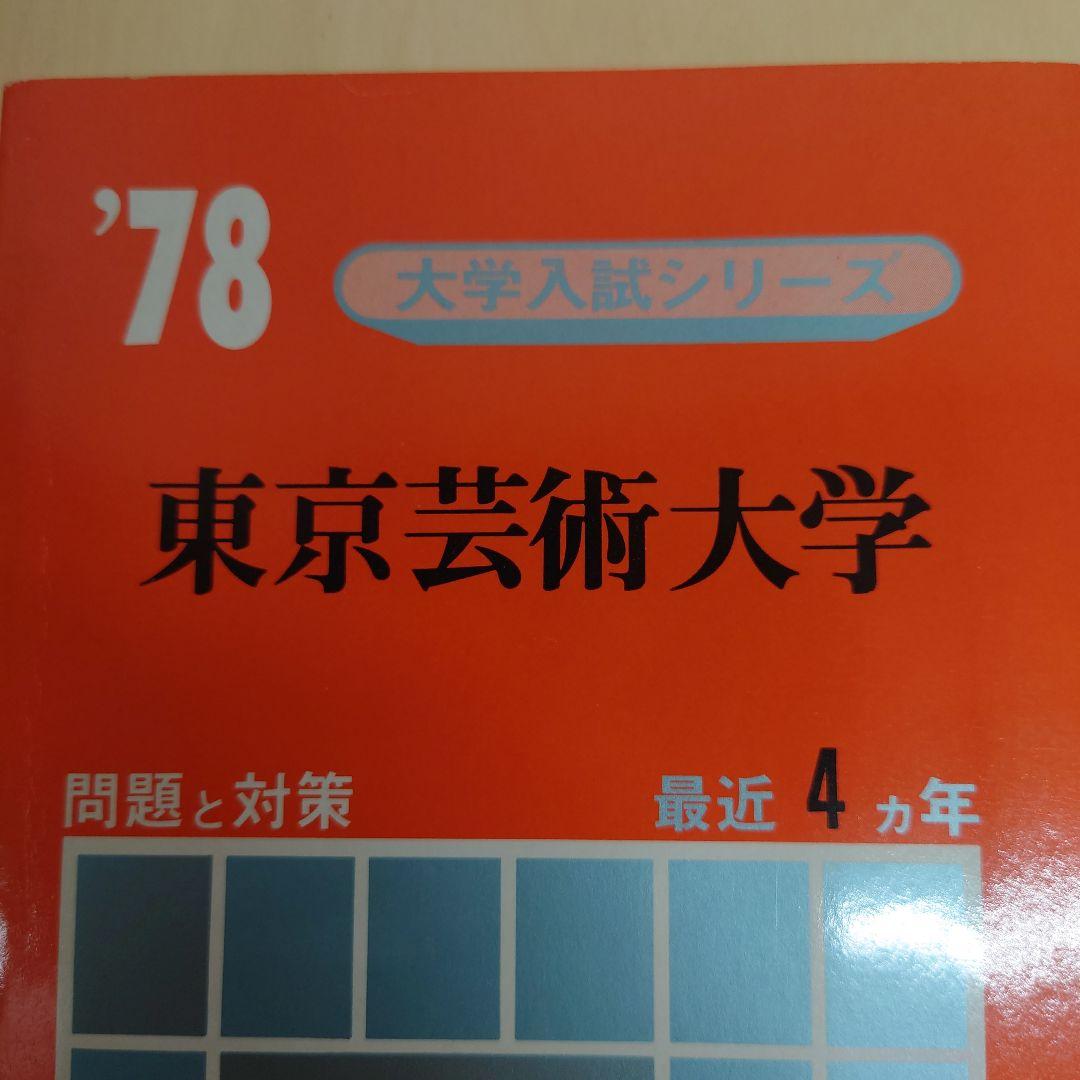 '78 大学入試シリーズ
東京芸術大学
問題と対策 最近4ヵ年